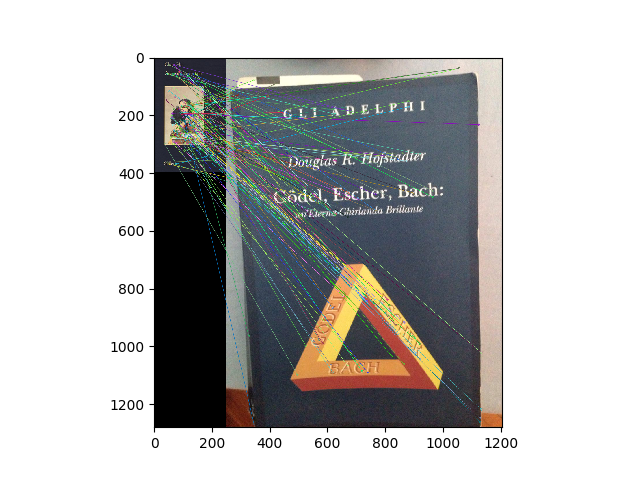 0
200
400
600
800
1000
1200
GLI ADELPHI
Douglas R. Hofstadter
Gödel, Escher, Bach:
un'Eterna Ghirlanda Brillante
GÖDEL
ESCHER
BACH
0 200 400 600 800 1000 1200